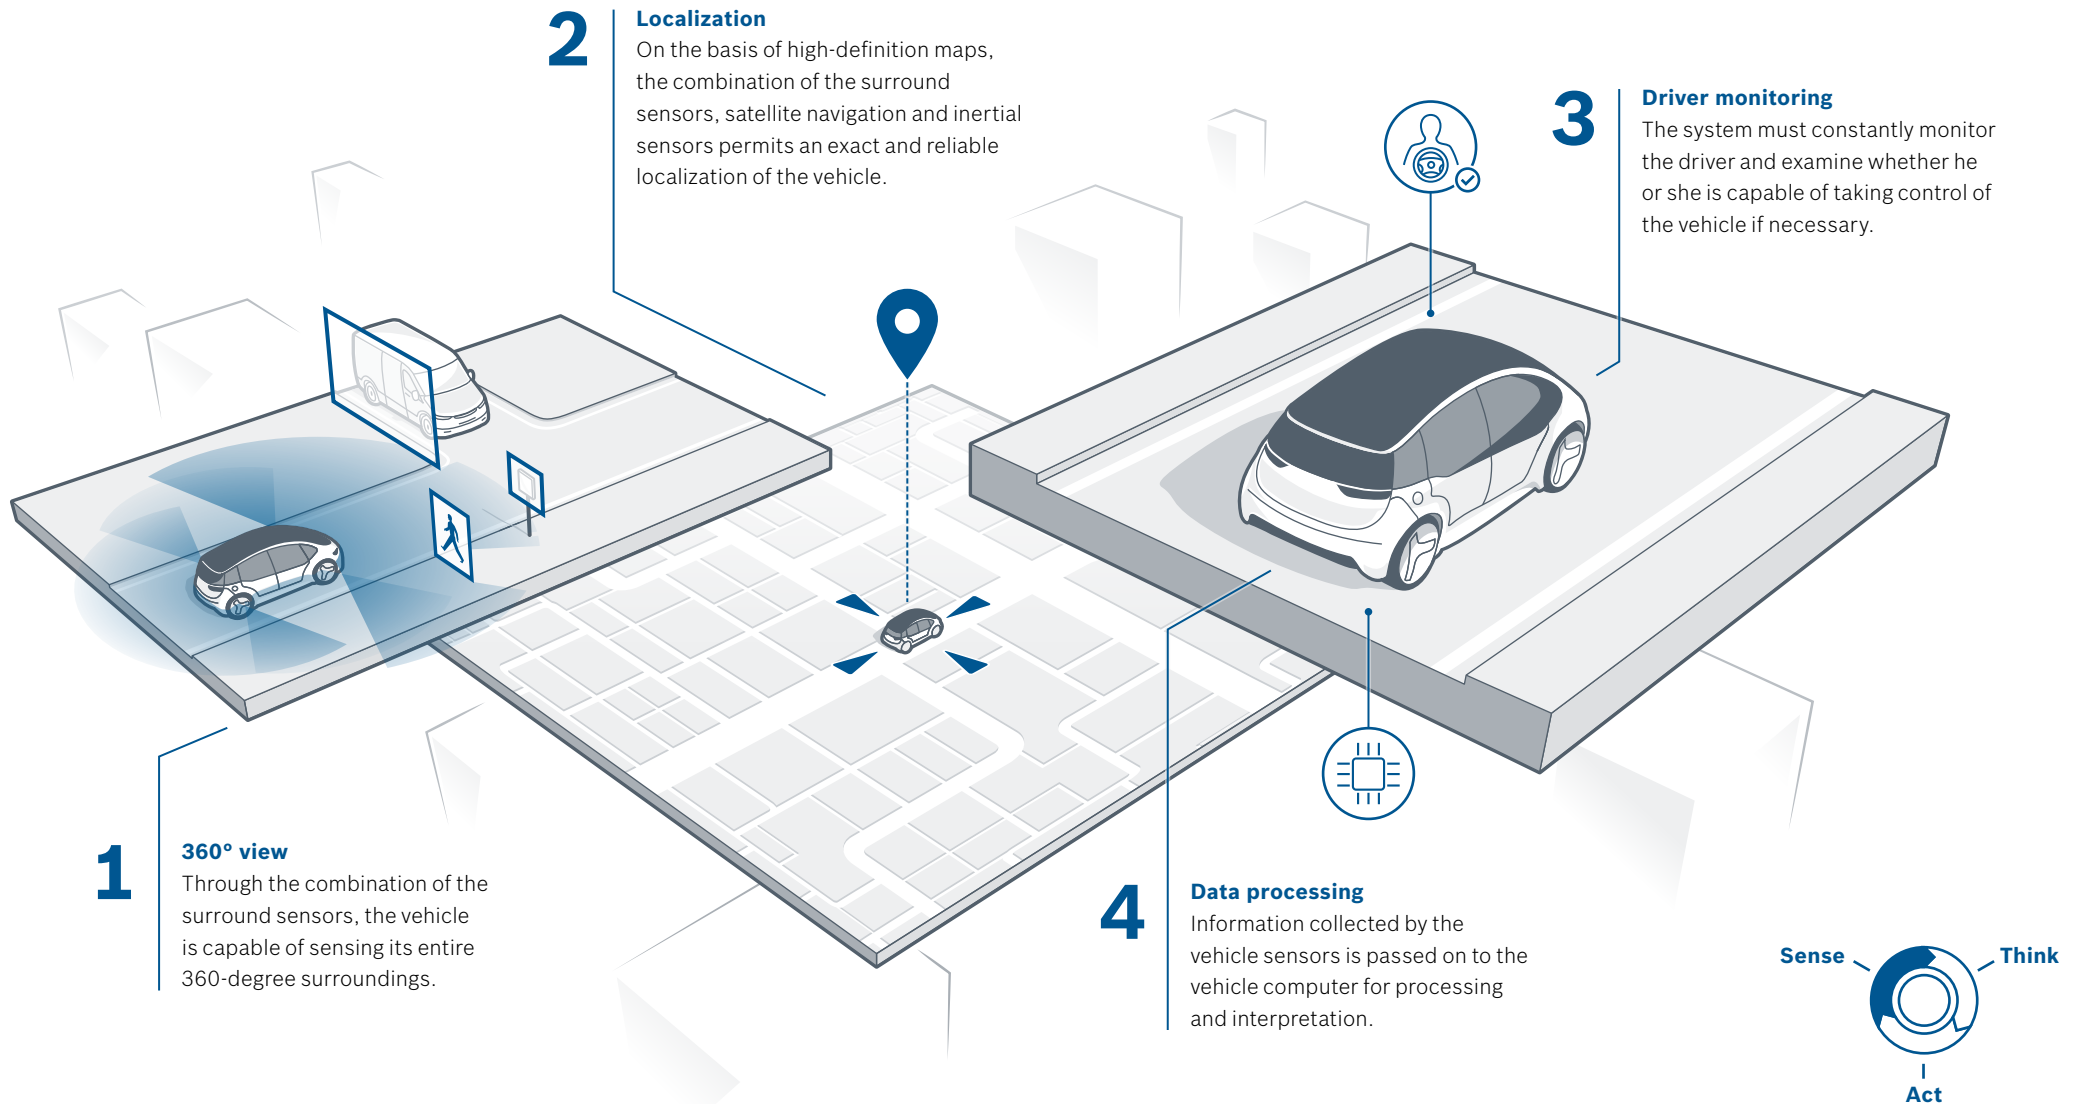 2
Localization
On the basis of high-definition maps,
the combination of the surround
sensors, satellite navigation and inertial
sensors permits an exact and reliable
localization of the vehicle.
3
Driver monitoring
The system must constantly monitor
the driver and examine whether he
or she is capable of taking control of
the vehicle if necessary.
1
360° view
Through the combination of the
surround sensors, the vehicle
is capable of sensing its entire
360-degree surroundings.
4
Data processing
Information collected by the
vehicle sensors is passed on to the
vehicle computer for processing
and interpretation.
Sense
Think
Act